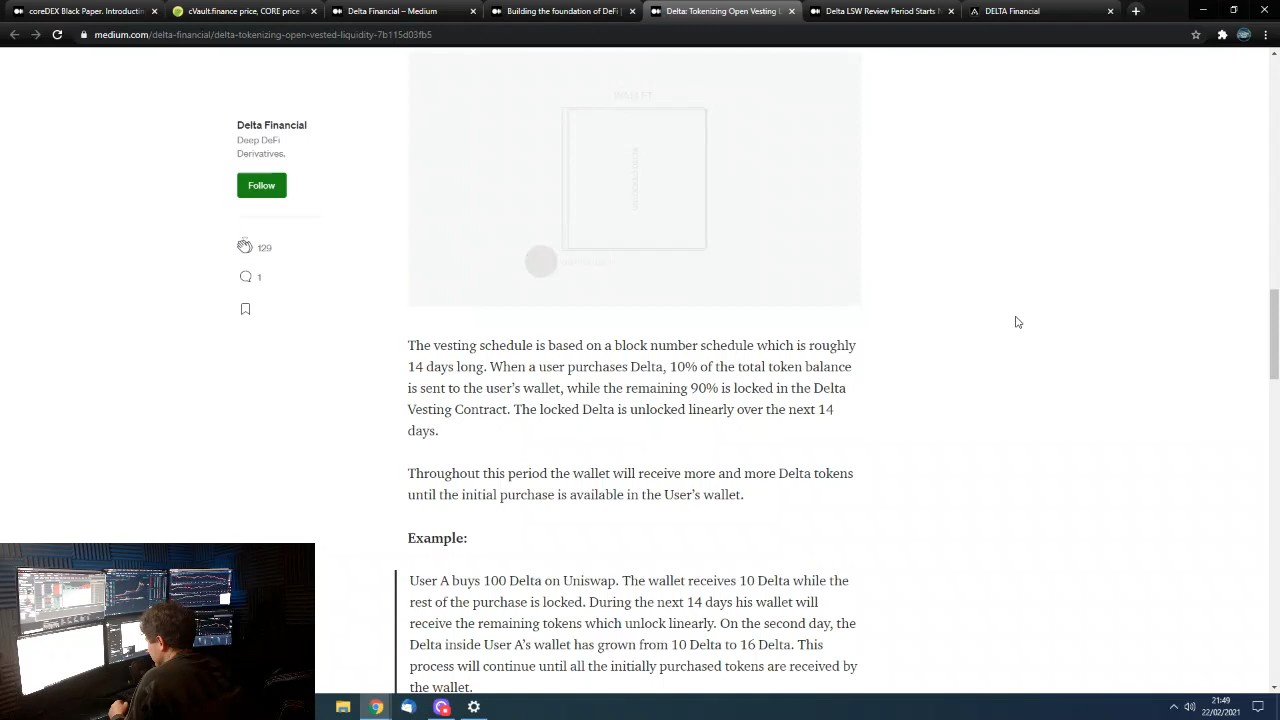 coreDEX Black Paper Introductio
cVault.finance price, CORE price
Delta Financial – Medium
Building the foundation of DeFi |
Delta: Tokenizing Open Vesting L
Delta LSW Review Period Starts N
DELTA Financial
medium.com/delta-financial/delta-tokenizing-open-vested-liquidity-7b115d03fb5
Delta Financial
Deep DeFi
Derivatives.
Follow
129
1
WALLET
The vesting schedule is based on a block number schedule which is roughly
14 days long. When a user purchases Delta, 10% of the total token balance
is sent to the user's wallet, while the remaining 90% is locked in the Delta
Vesting Contract. The locked Delta is unlocked linearly over the next 14
days.
Throughout this period the wallet will receive more and more Delta tokens
until the initial purchase is available in the User's wallet.
Example:
User A buys 100 Delta on Uniswap. The wallet receives 10 Delta while the
rest of the purchase is locked. During the next 14 days his wallet will
receive the remaining tokens which unlock linearly. On the second day, the
Delta inside User A's wallet has grown from 10 Delta to 16 Delta. This
process will continue until all the initially purchased tokens are received by
the wallet.
21:49
22/02/2021